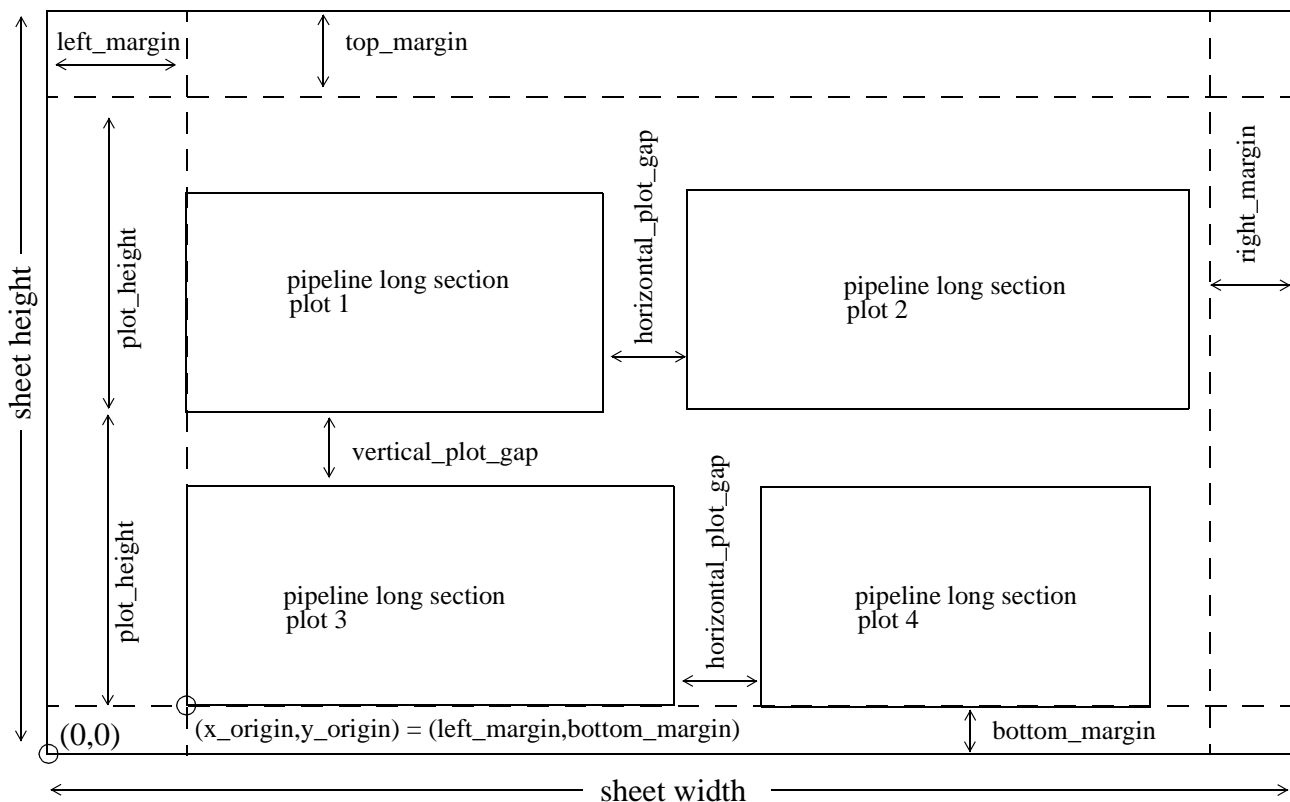 left_margin
top_margin
plot_height
horizontal_plot_gap
right_margin
sheet height
pipeline long section
plot 1
pipeline long section
plot 2
vertical_plot_gap
plot_height
horizontal_plot_gap
pipeline long section
plot 3
pipeline long section
plot 4
(0,0)
(x_origin,y_origin) = (left_margin,bottom_margin)
bottom_margin
sheet width